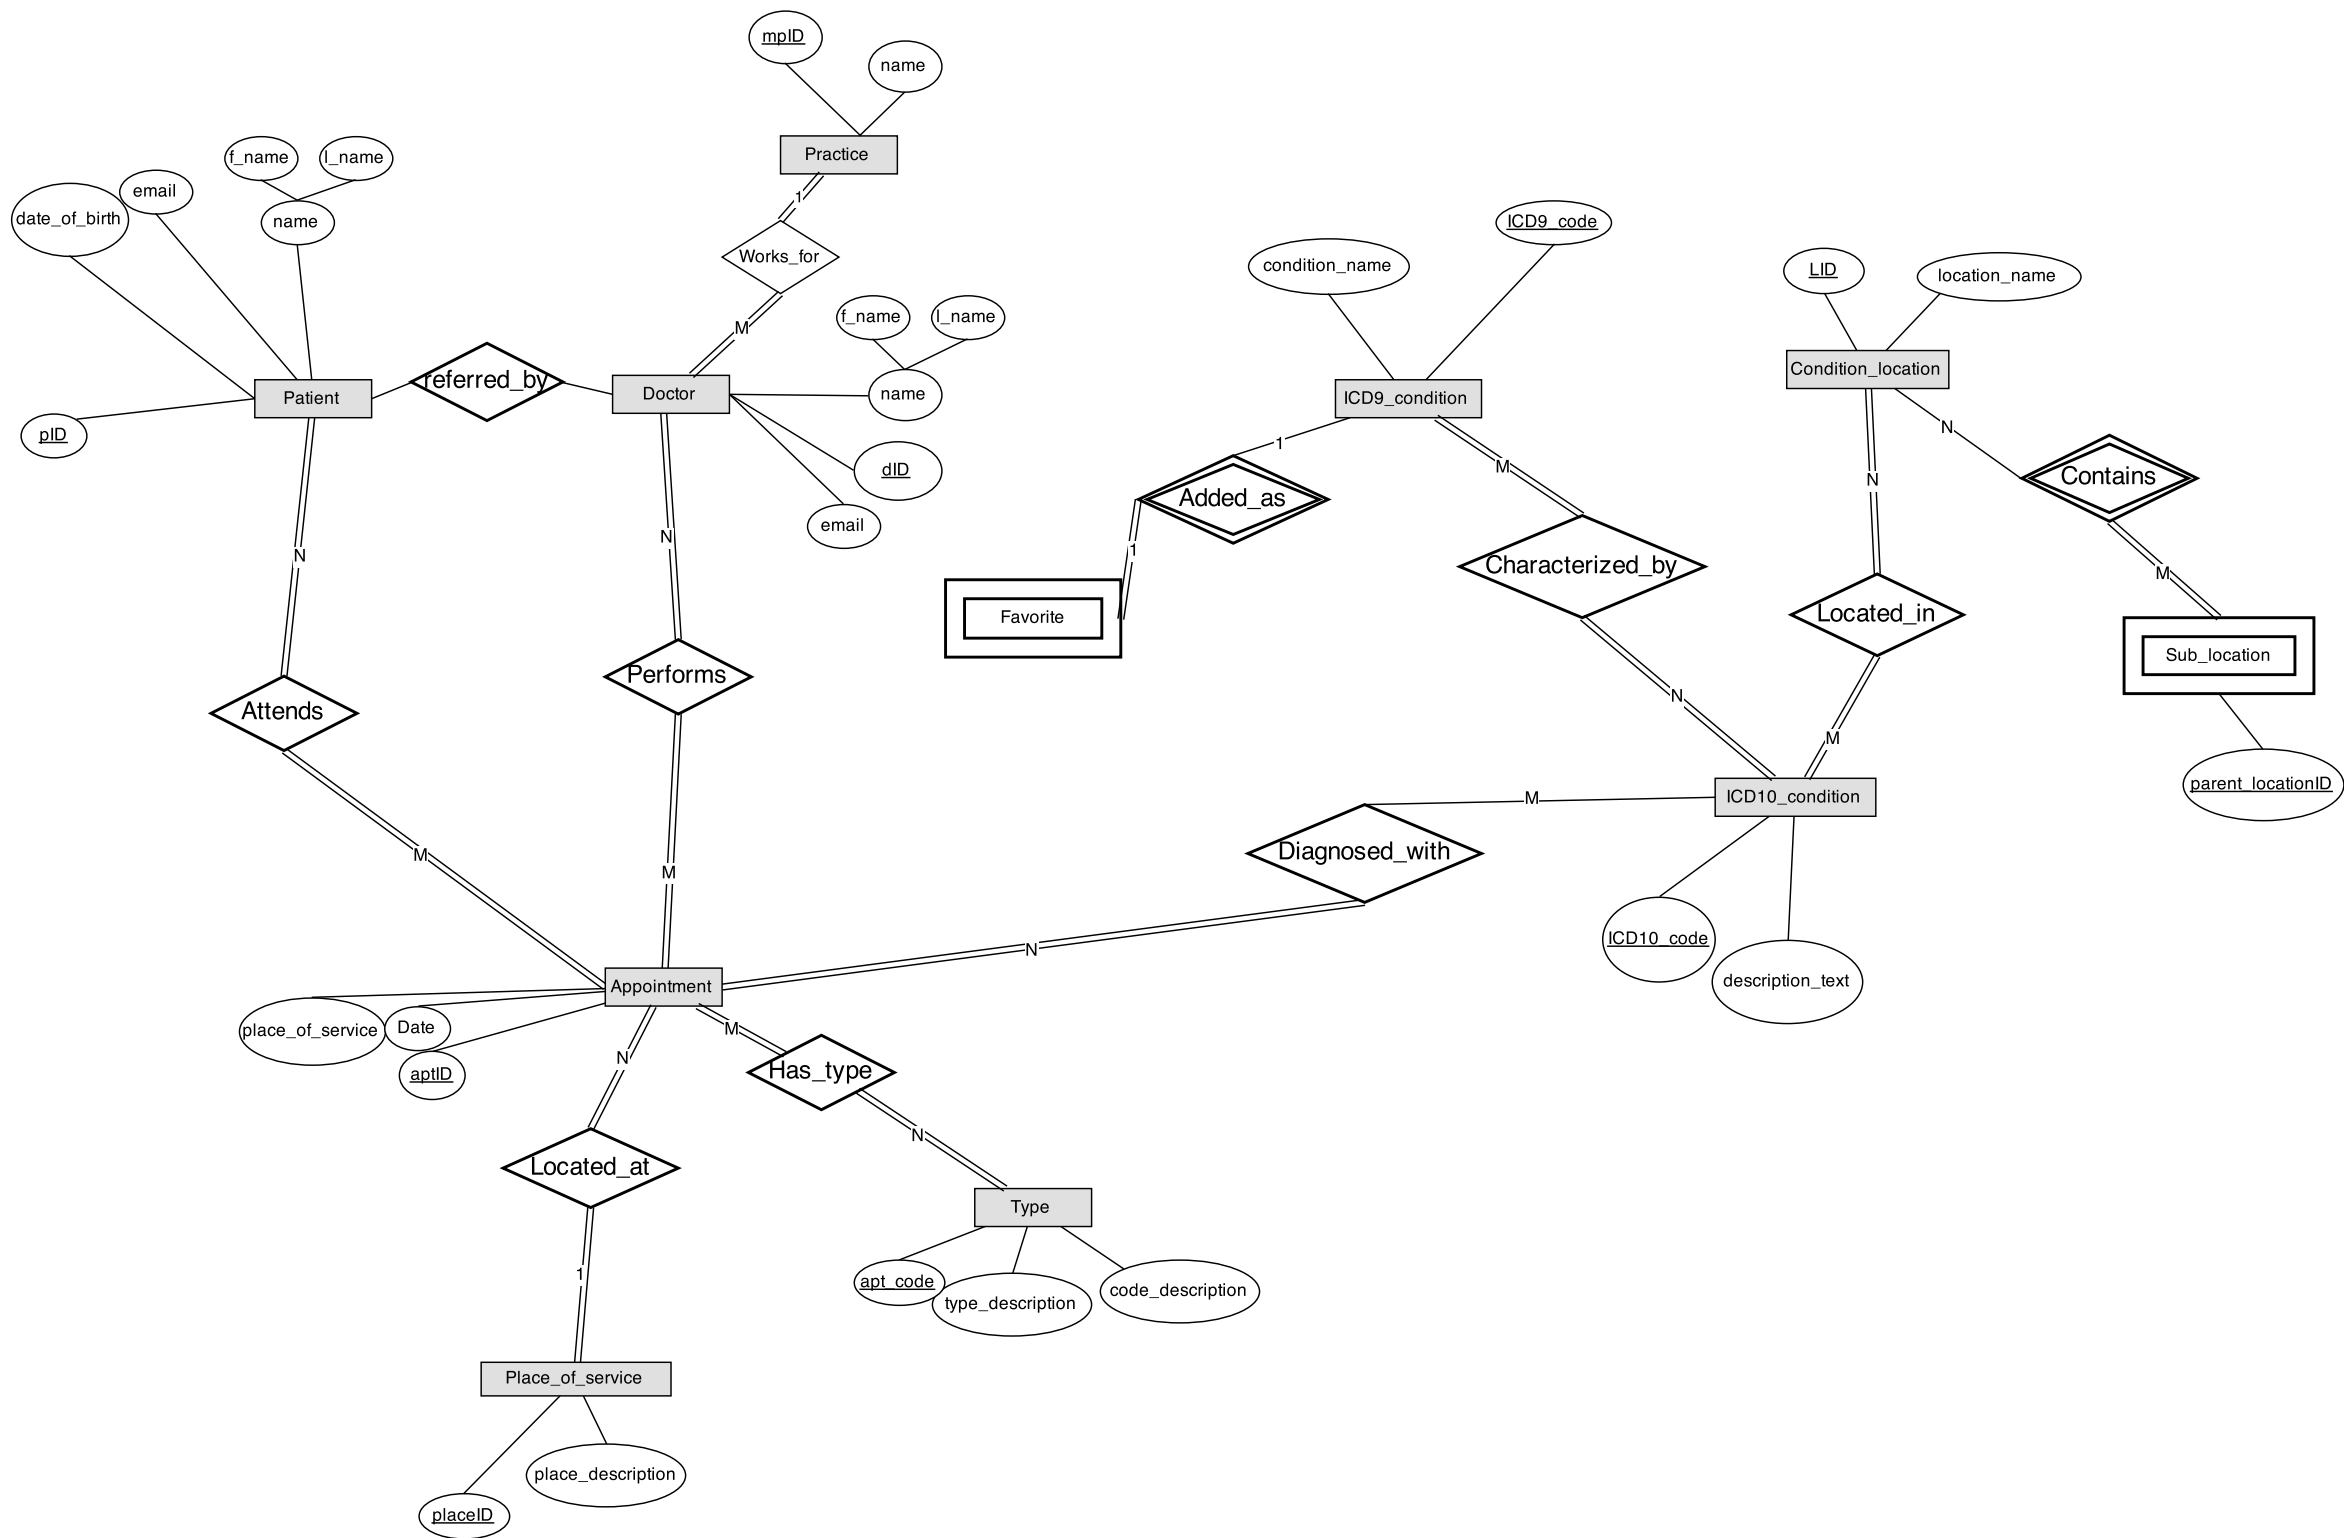 mpID
name
Practice
f_name
l_name
email
date_of_birth
name
1
Works_for
ICD9_code
condition_name
LID
location_name
f_name
l_name
M
referred_by
Patient
Doctor
name
pID
dID
email
ICD9_condition
Condition_location
1
N
M
N
Contains
Added_as
N
N
1
M
Characterized_by
Favorite
Located_in
Sub_location
Performs
Attends
N
M
parent_locationID
M
ICD10_condition
M
M
Diagnosed_with
N
ICD10_code
description_text
Appointment
place_of_service
Date
aptID
M
N
Has_type
N
Located_at
Type
1
apt_code
type_description
code_description
Place_of_service
place_description
placeID